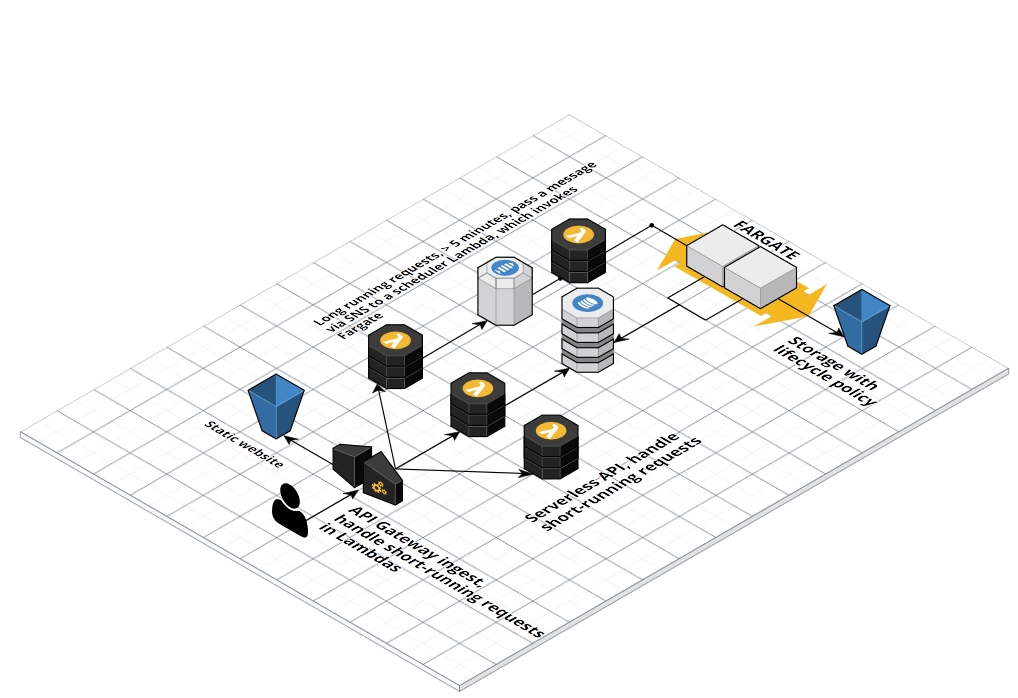 Long running requests, > 5 minutes, pass a message
via SNS to a scheduler Lambda, which invokes
Fargate
FARGATE
Storage with
lifecycle policy
Static website
Serverless API, handle
short-running requests
API Gateway ingest,
handle short-running requests
in Lambdas